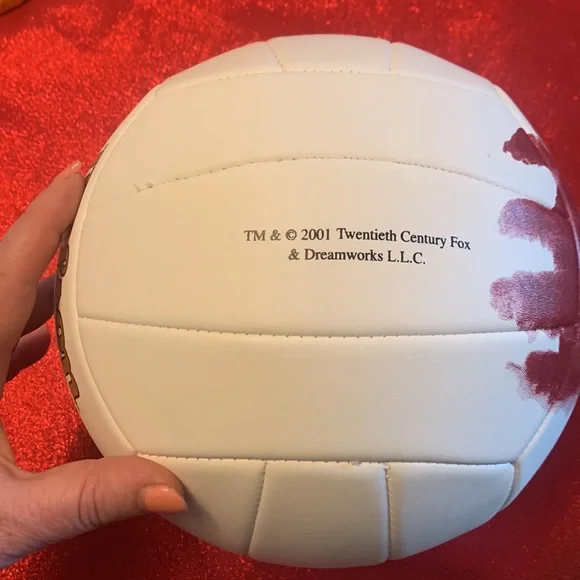 TM & © 2001 Twentieth Century Fox
& Dreamworks L.L.C.